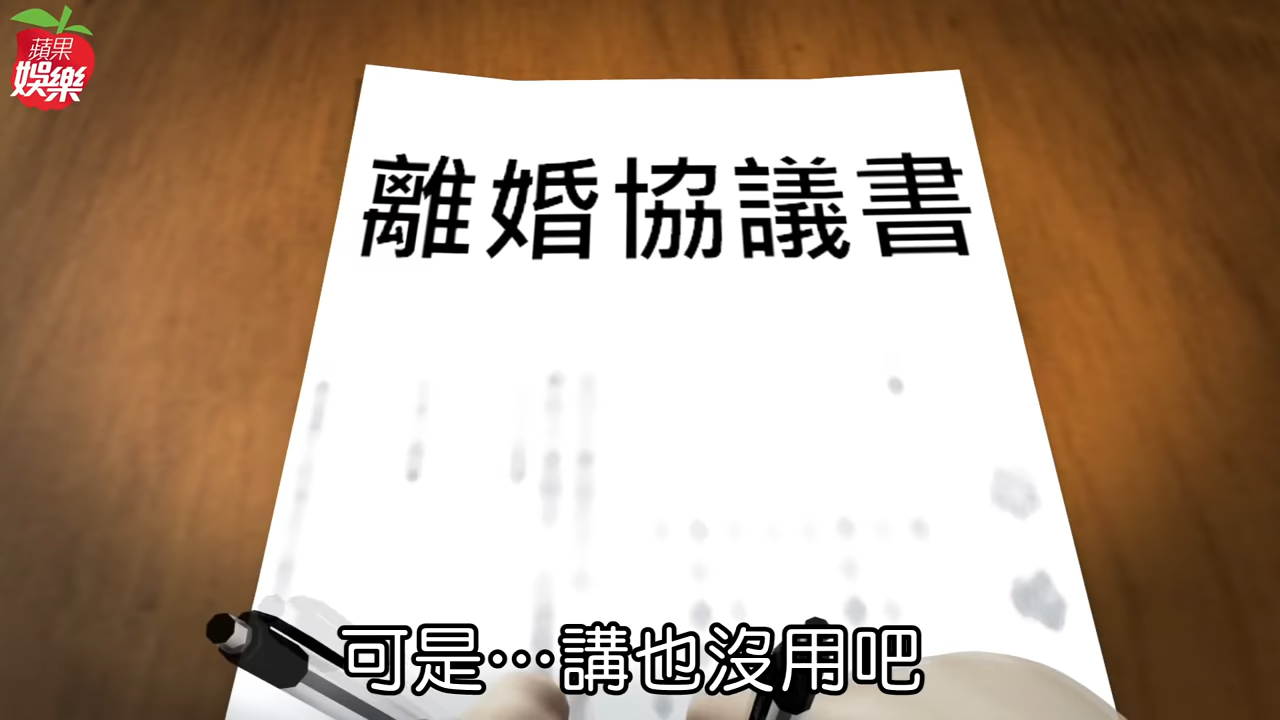 蘋果
娛樂
離婚協議書
可是…講也沒用吧